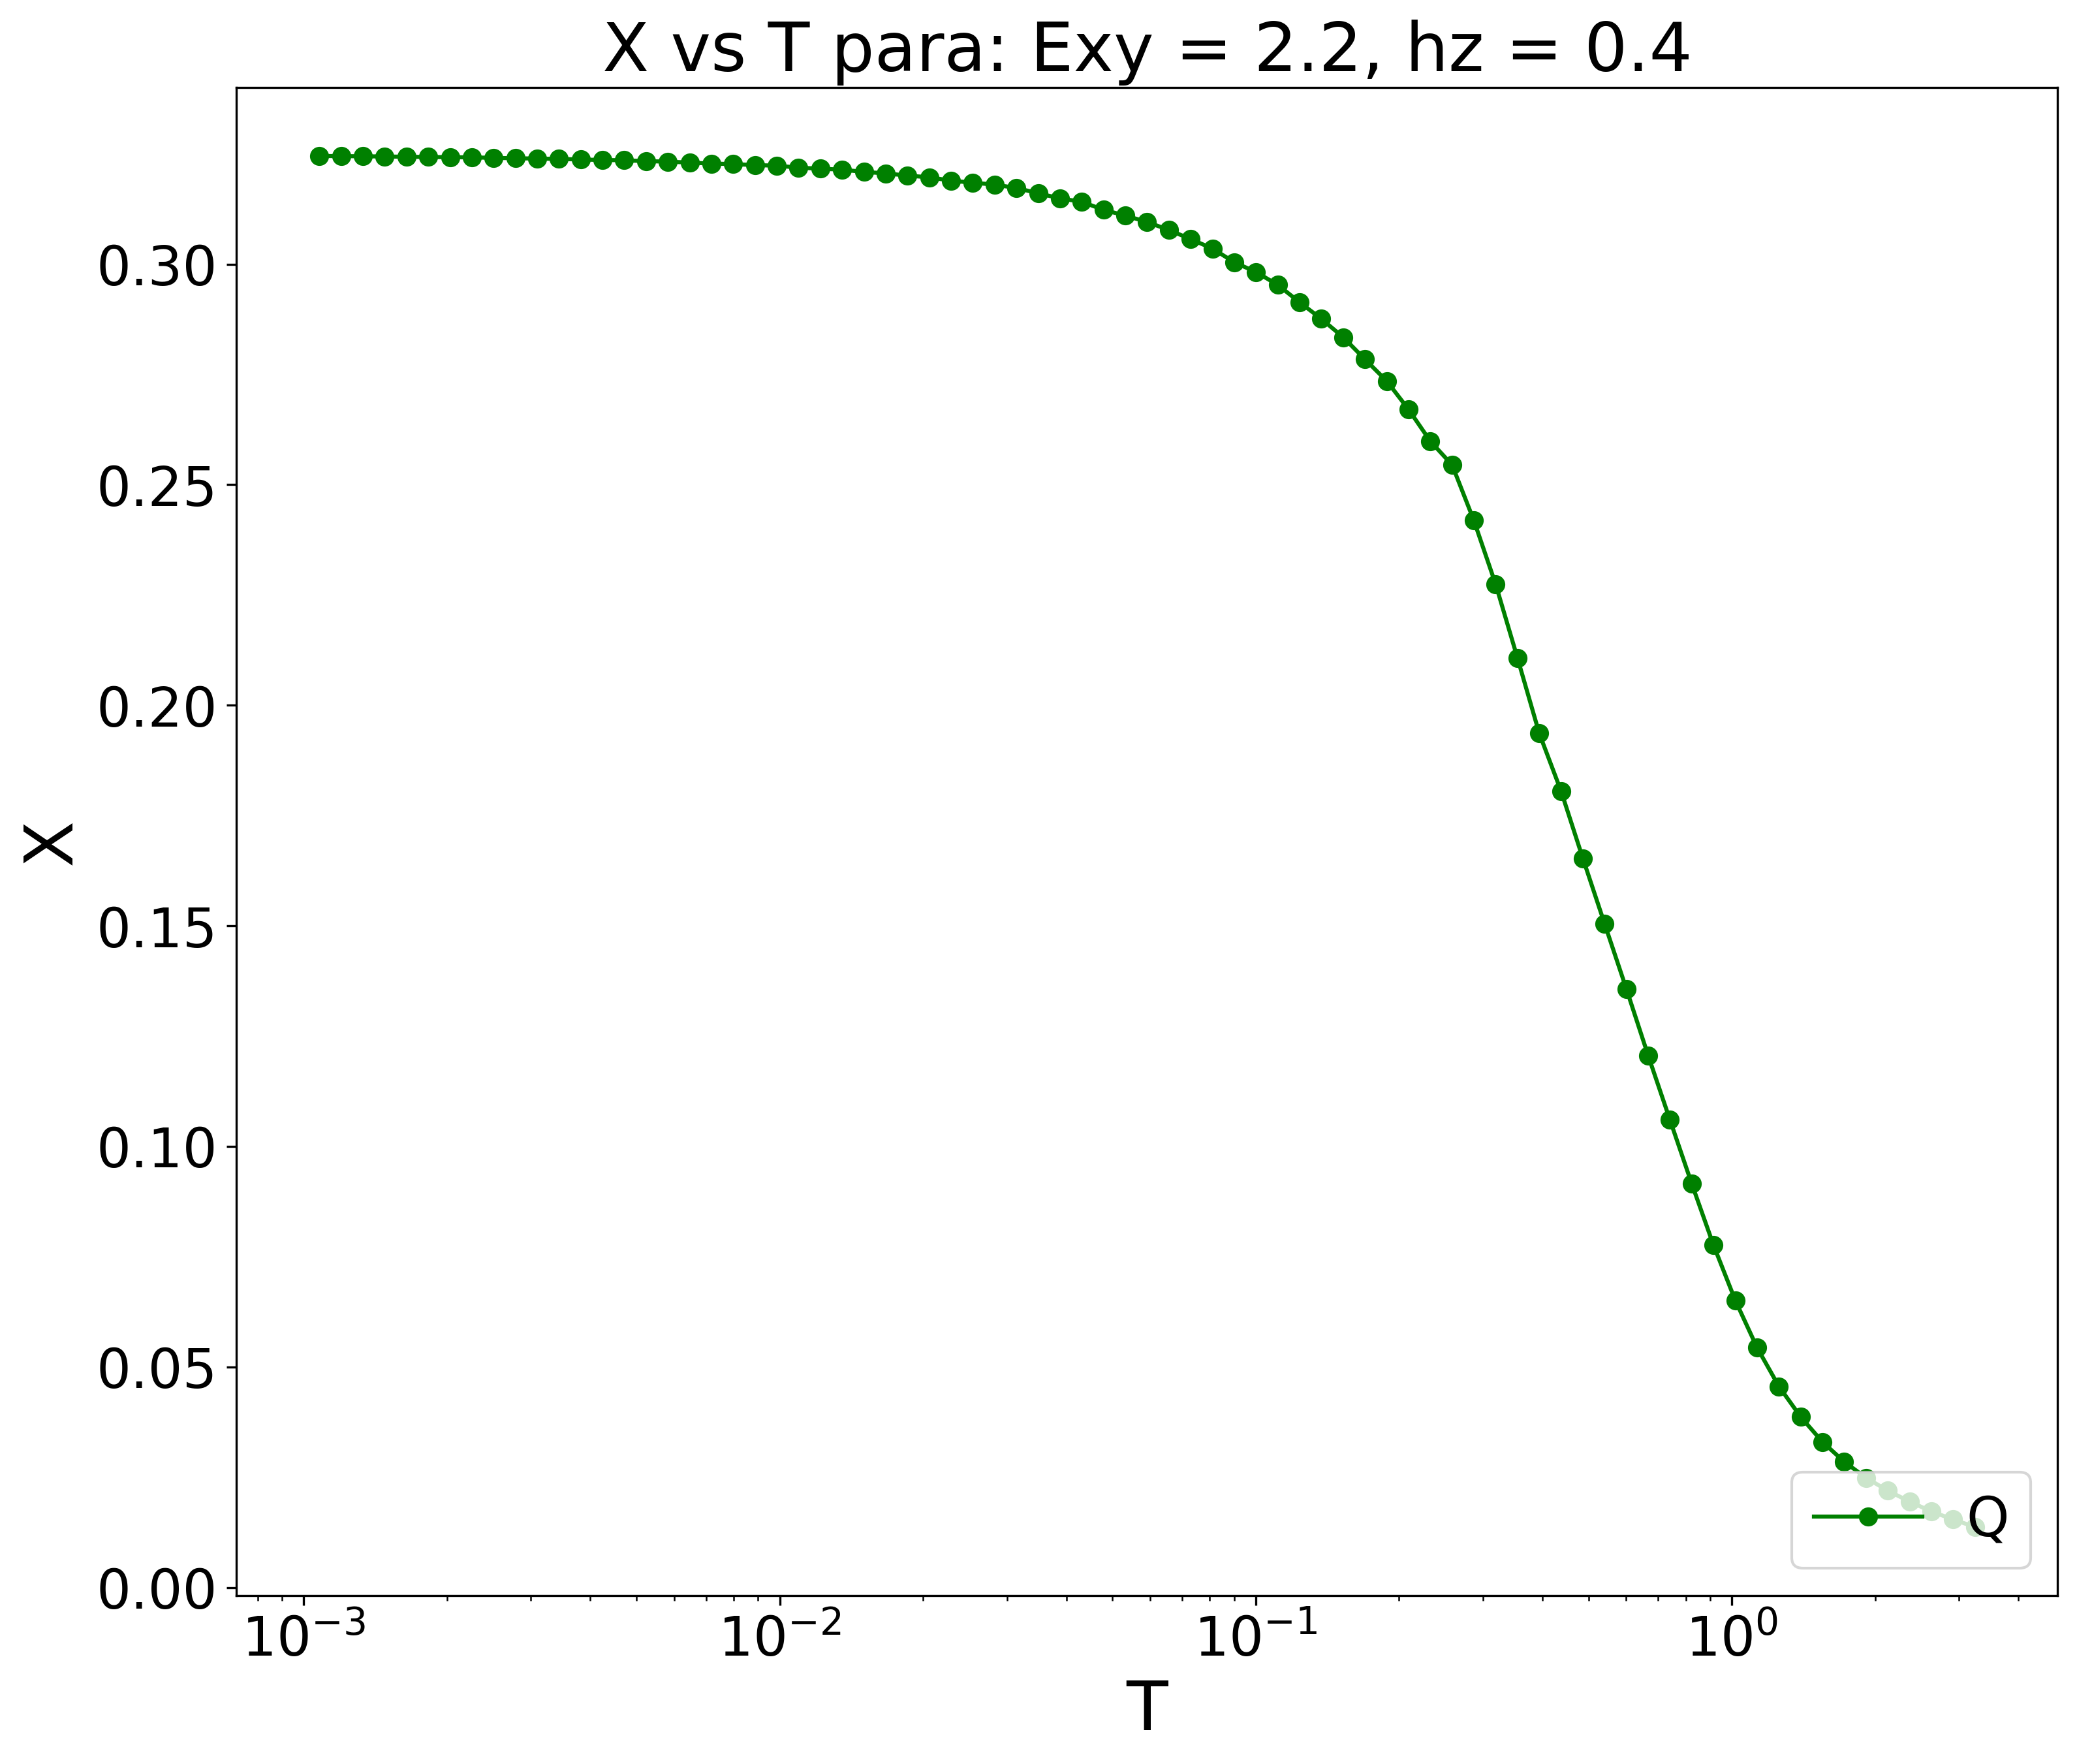 X vs T para: Exy = 2.2, hz = 0.4
X
0.30
0.25
0.20
0.15
0.10
0.05
0.00
Q
10⁻³ 10⁻² 10⁻¹ 10⁰
T